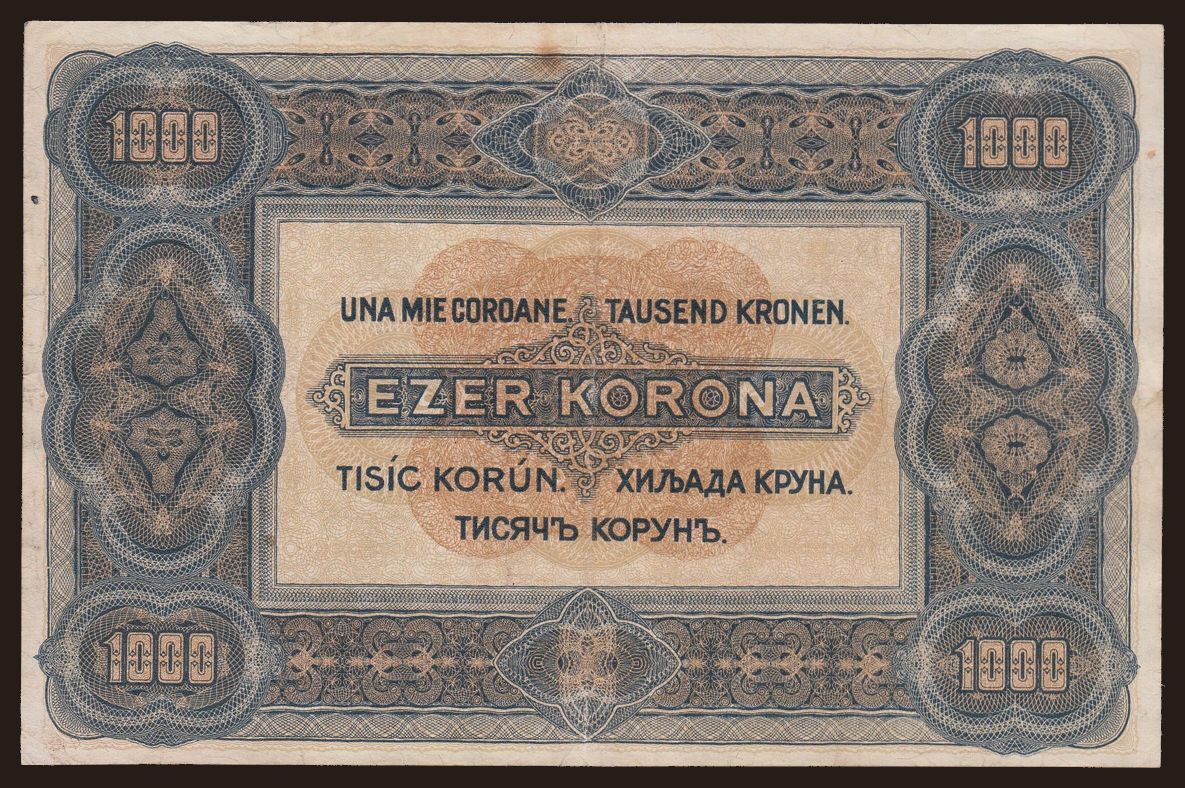 1000 1000
UNA MIE COROANE. TAUSEND KRONEN.
EZER KORONA
TISÍC KORÚN. ХИЉАДА КРУНА.
ТИСЯЧЪ КОРУНЪ.
1000 1000